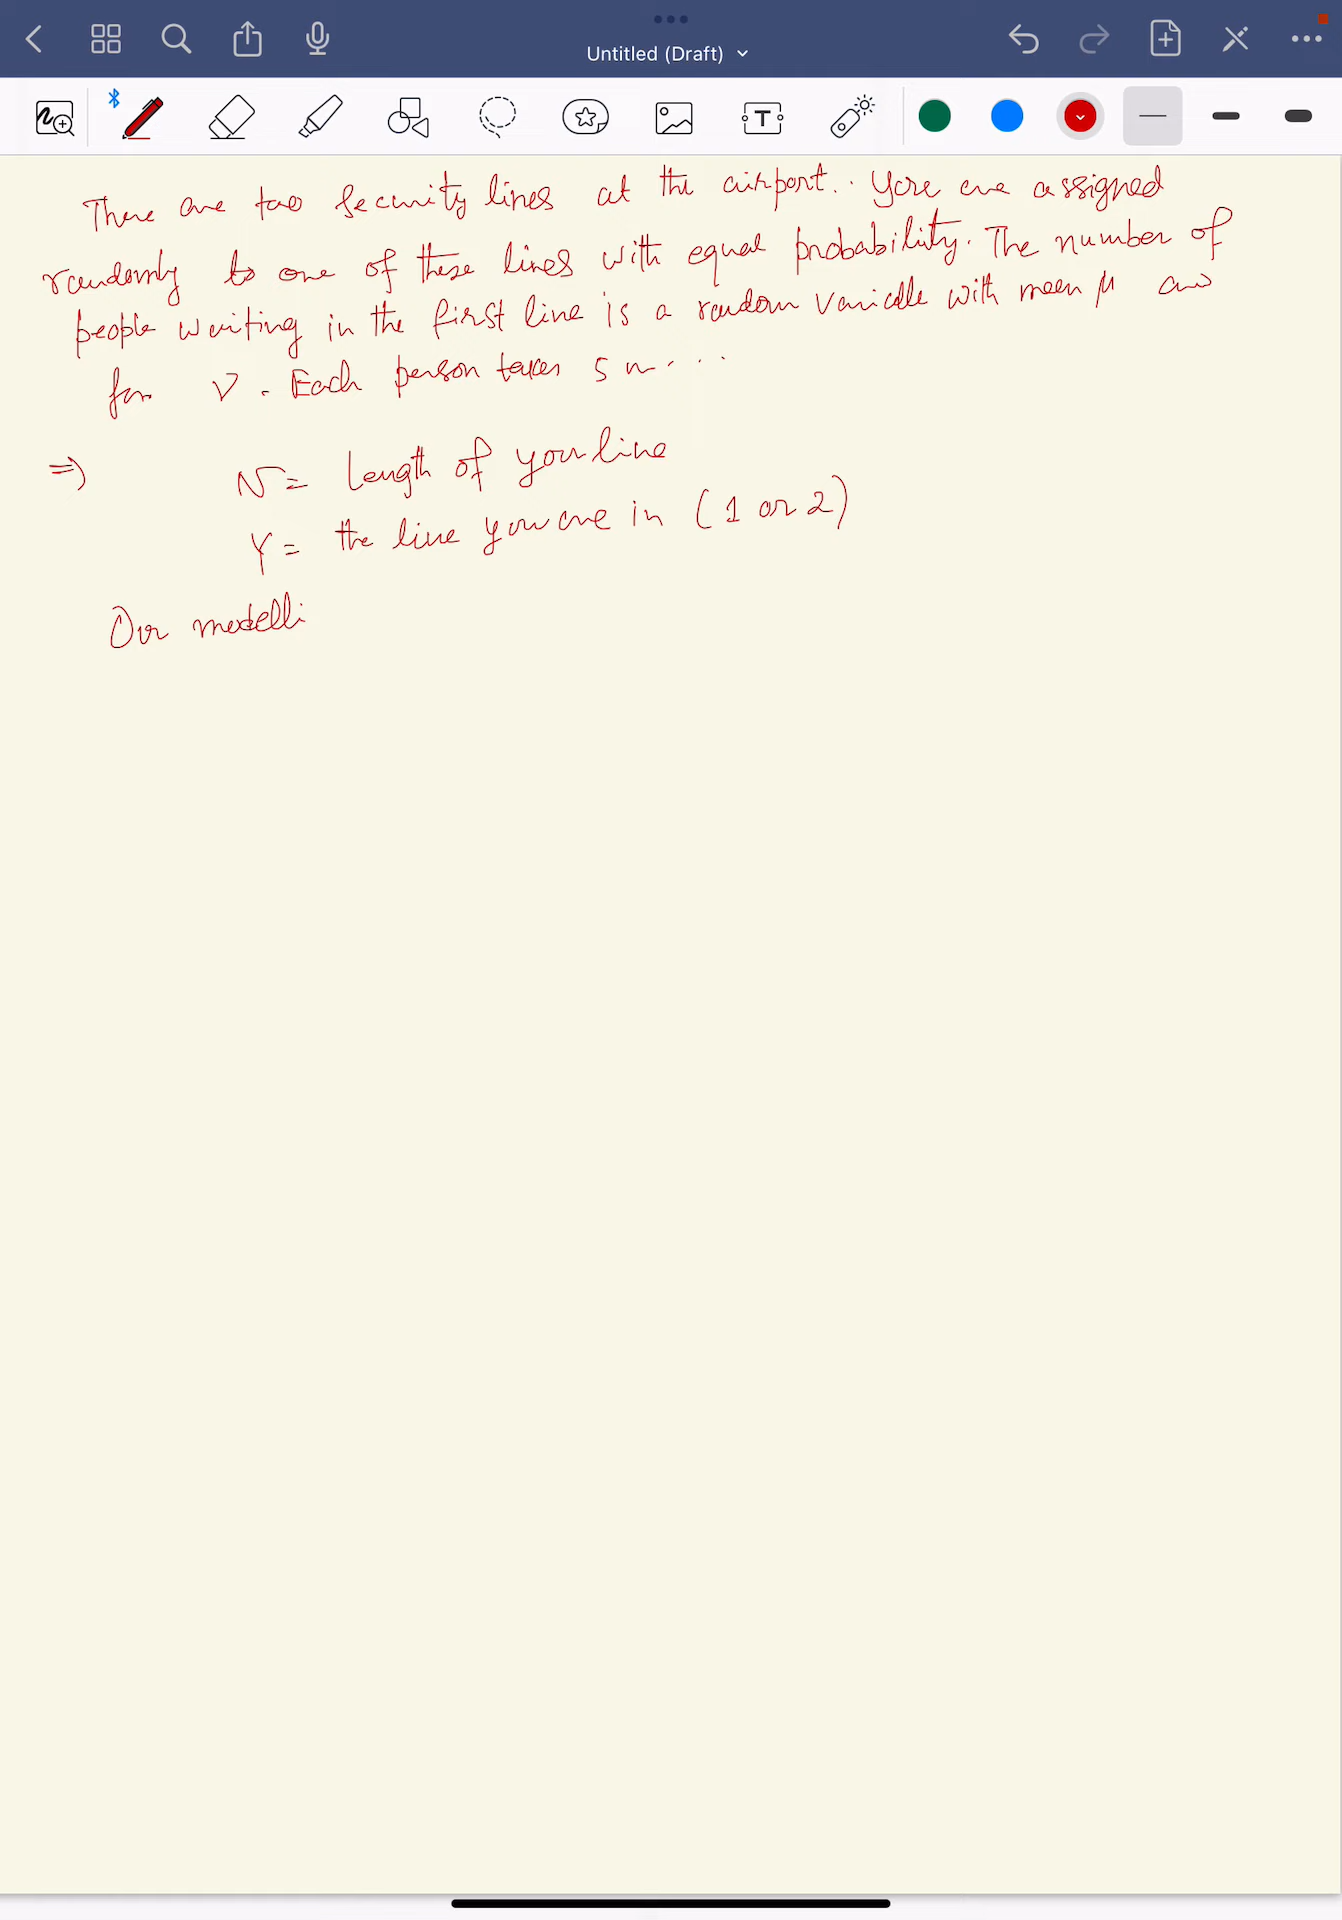 Untitled (Draft)
There are two security lines at the airport.. You are assigned
randomly to one of these lines with equal probability. The number of
people waiting in the first line is a random variable with mean μ and
for ν. Each person takes 5 m....
⇒ N = length of your line
Y = the line you are in (1 or 2)
Our modelli